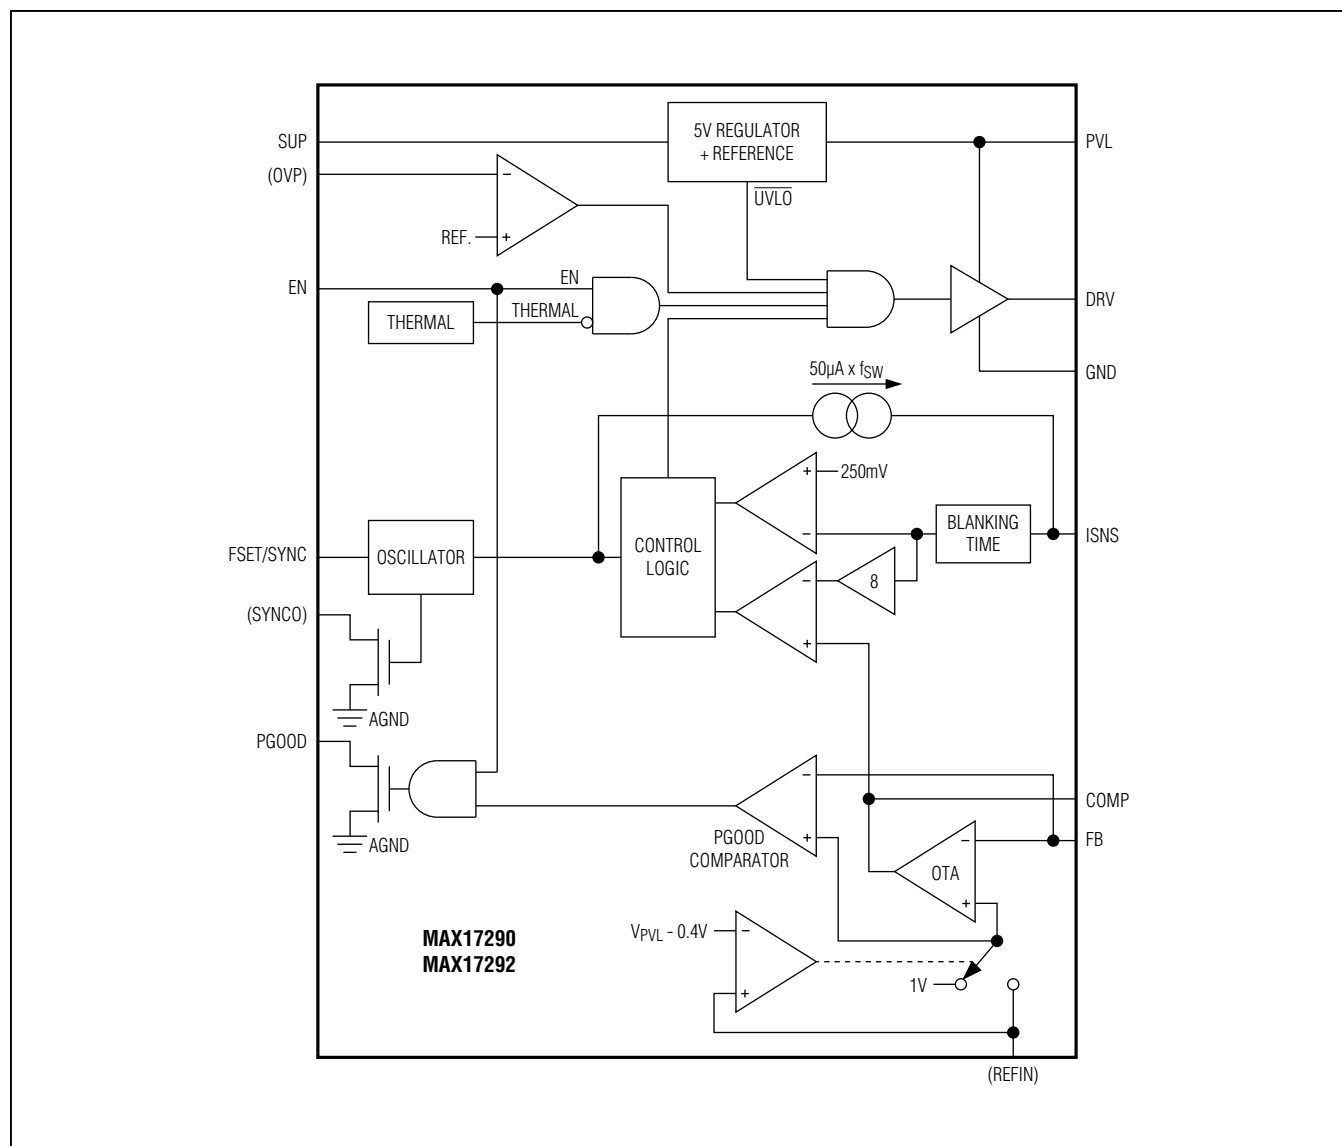 SUP
5V REGULATOR
+ REFERENCE
PVL
(OVP)
−
UVLO
REF.
+
EN
EN
THERMAL
THERMAL
DRV
50µA x fSW
GND
+
250mV
−
BLANKING
TIME
ISNS
FSET/SYNC
OSCILLATOR
CONTROL
LOGIC
−
8
(SYNCO)
+
AGND
PGOOD
−
COMP
+
PGOOD
COMPARATOR
−
FB
AGND
OTA
+
MAX17290
MAX17292
VPVL - 0.4V
−
1V
+
(REFIN)